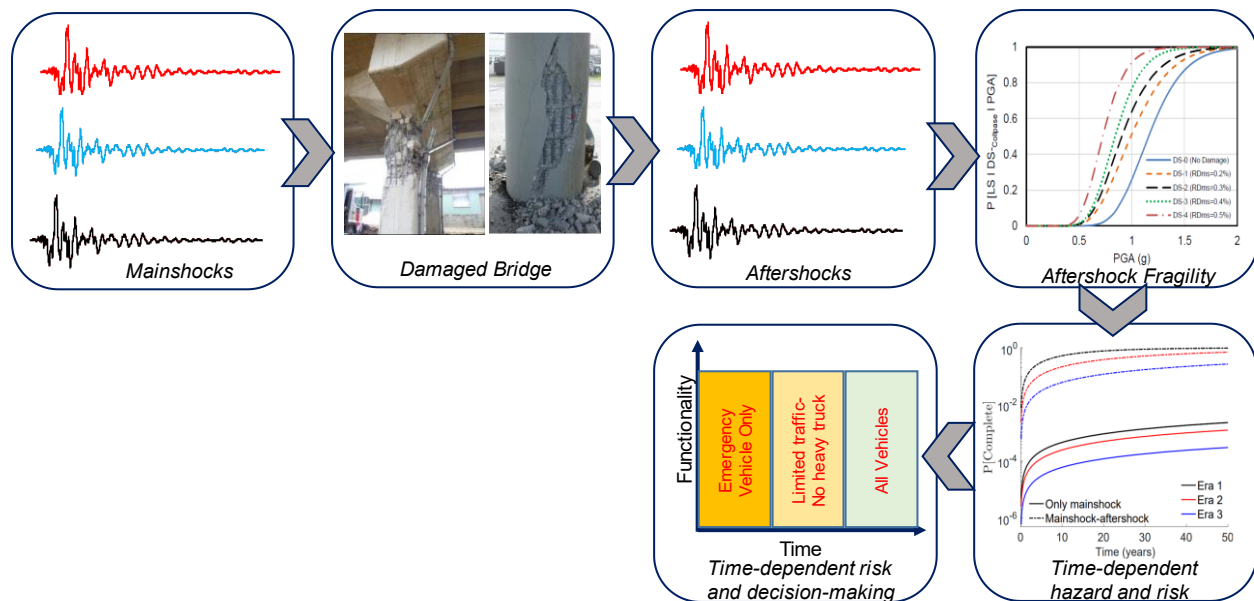 Mainshocks
Damaged Bridge
Aftershocks
P [LS | DS-Collapse | PGA]
1
0.8
0.6
0.4
0.2
0
DS-0 (No Damage)
DS-1 (RDms=0.2%)
DS-2 (RDms=0.3%)
DS-3 (RDms=0.4%)
DS-4 (RDms=0.5%)
0 0.5 1 1.5 2
PGA (g)
Aftershock Fragility
Functionality
Emergency
Vehicle Only
Limited traffic-
No heavy truck
All Vehicles
Time
Time-dependent risk
and decision-making
P[Complete]
10^0
10^-2
10^-4
10^-6
Only mainshock
Mainshock-aftershock
Era 1
Era 2
Era 3
0 10 20 30 40 50
Time (years)
Time-dependent
hazard and risk